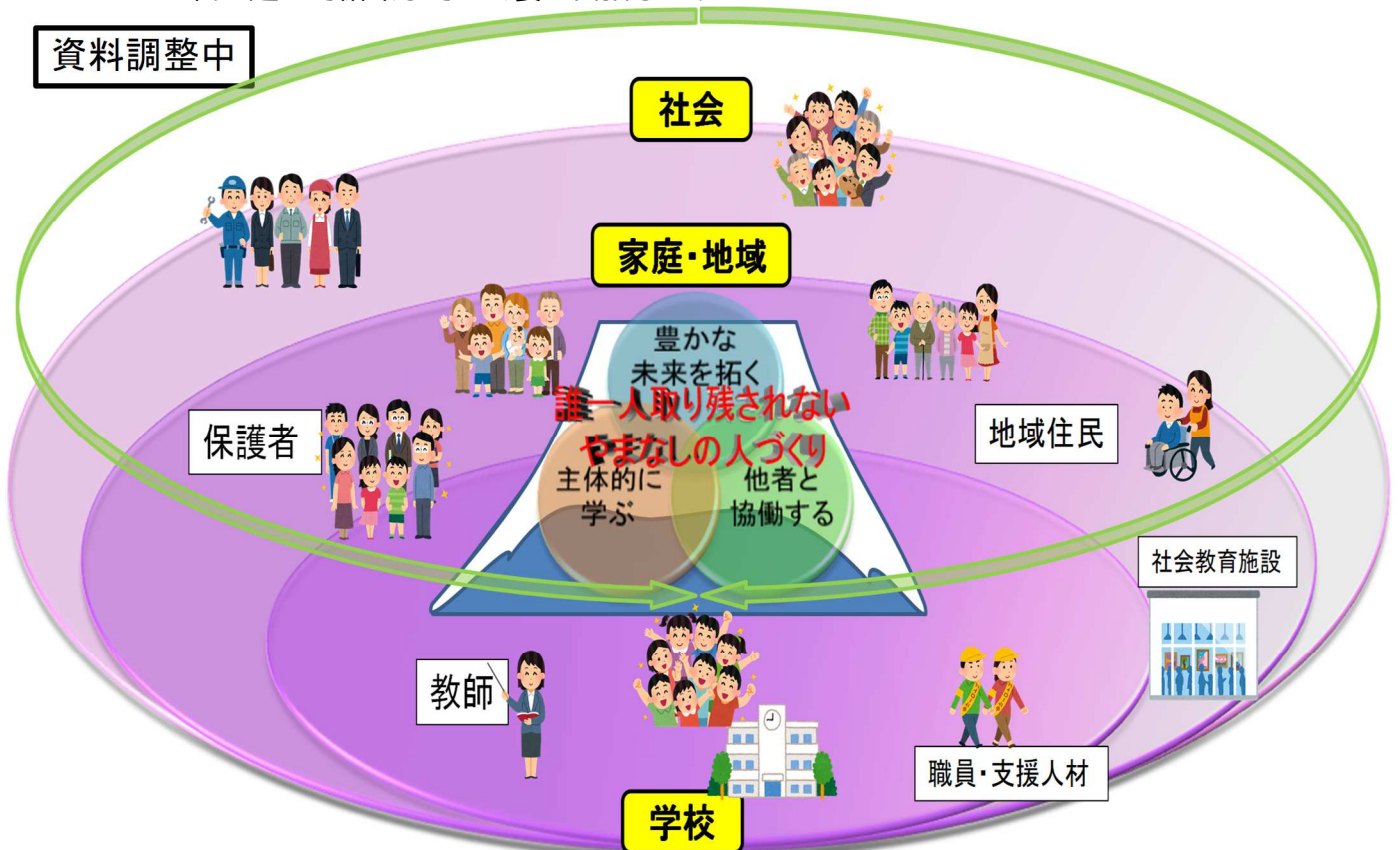 資料調整中
社会
家庭・地域
豊かな
未来を拓く
誰一人取り残されない
やまなしの人づくり
主体的に
学ぶ
他者と
協働する
保護者
地域住民
社会教育施設
教師
職員・支援人材
学校